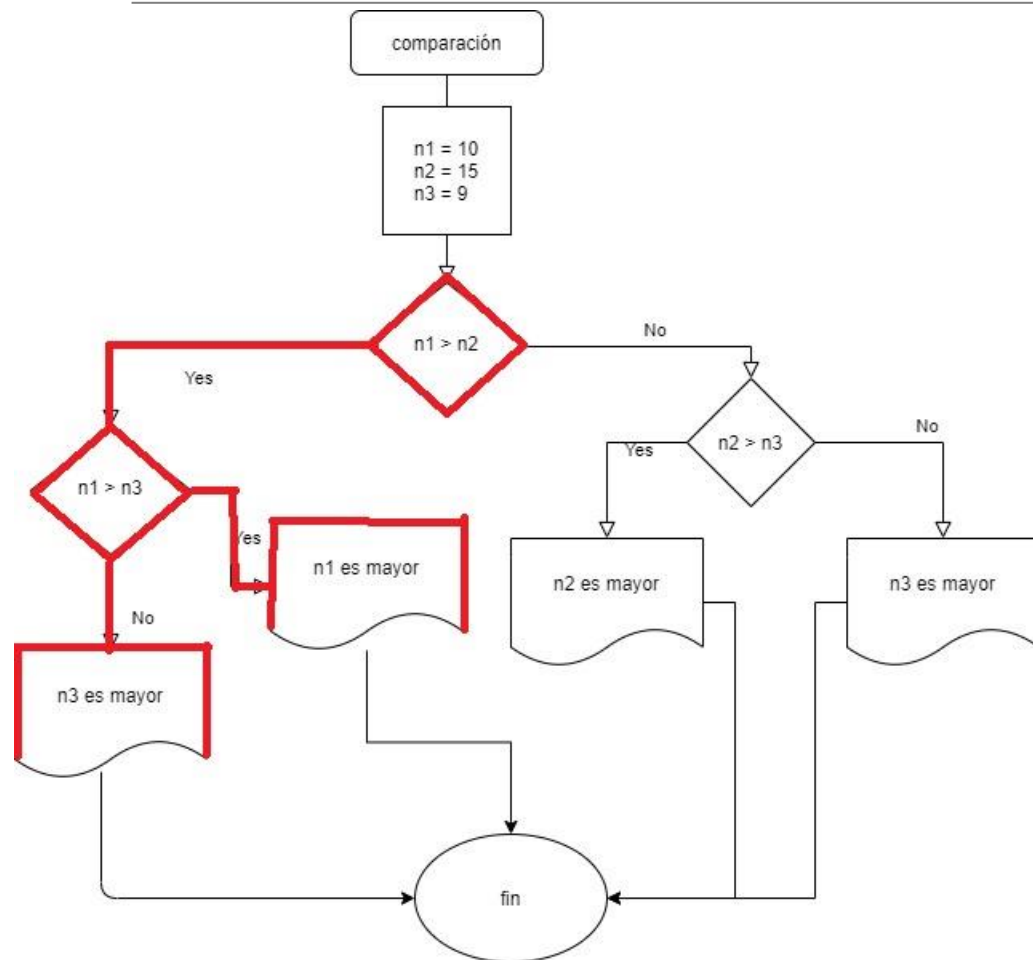 comparación
n1 = 10
n2 = 15
n3 = 9
n1 > n2
No
Yes
n2 > n3
No
Yes
n1 > n3
Yes
n1 es mayor
n2 es mayor
n3 es mayor
No
n3 es mayor
fin